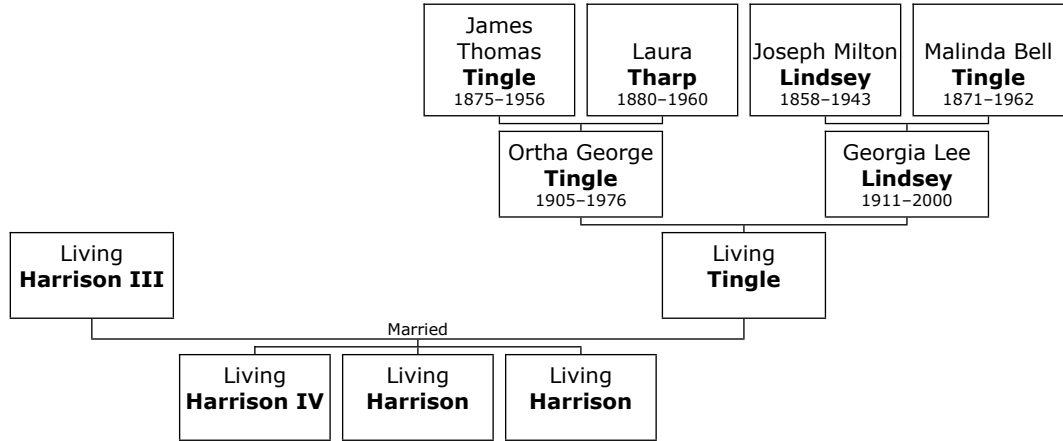 James
Thomas
Tingle
1875–1956
Laura
Tharp
1880–1960
Joseph Milton
Lindsey
1858–1943
Malinda Bell
Tingle
1871–1962
Ortha George
Tingle
1905–1976
Georgia Lee
Lindsey
1911–2000
Living
Harrison III
Living
Tingle
Married
Living
Harrison IV
Living
Harrison
Living
Harrison